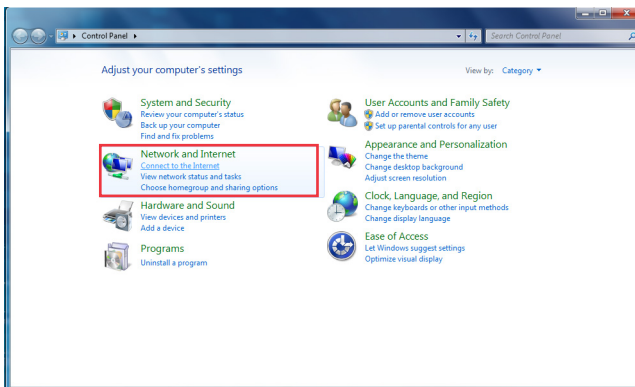 Control Panel
Search Control Panel
Adjust your computer's settings
View by: Category
System and Security
Review your computer's status
Back up your computer
Find and fix problems
Network and Internet
Connect to the Internet
View network status and tasks
Choose homegroup and sharing options
Hardware and Sound
View devices and printers
Add a device
Programs
Uninstall a program
User Accounts and Family Safety
Add or remove user accounts
Set up parental controls for any user
Appearance and Personalization
Change the theme
Change desktop background
Adjust screen resolution
Clock, Language, and Region
Change keyboards or other input methods
Change display language
Ease of Access
Let Windows suggest settings
Optimize visual display